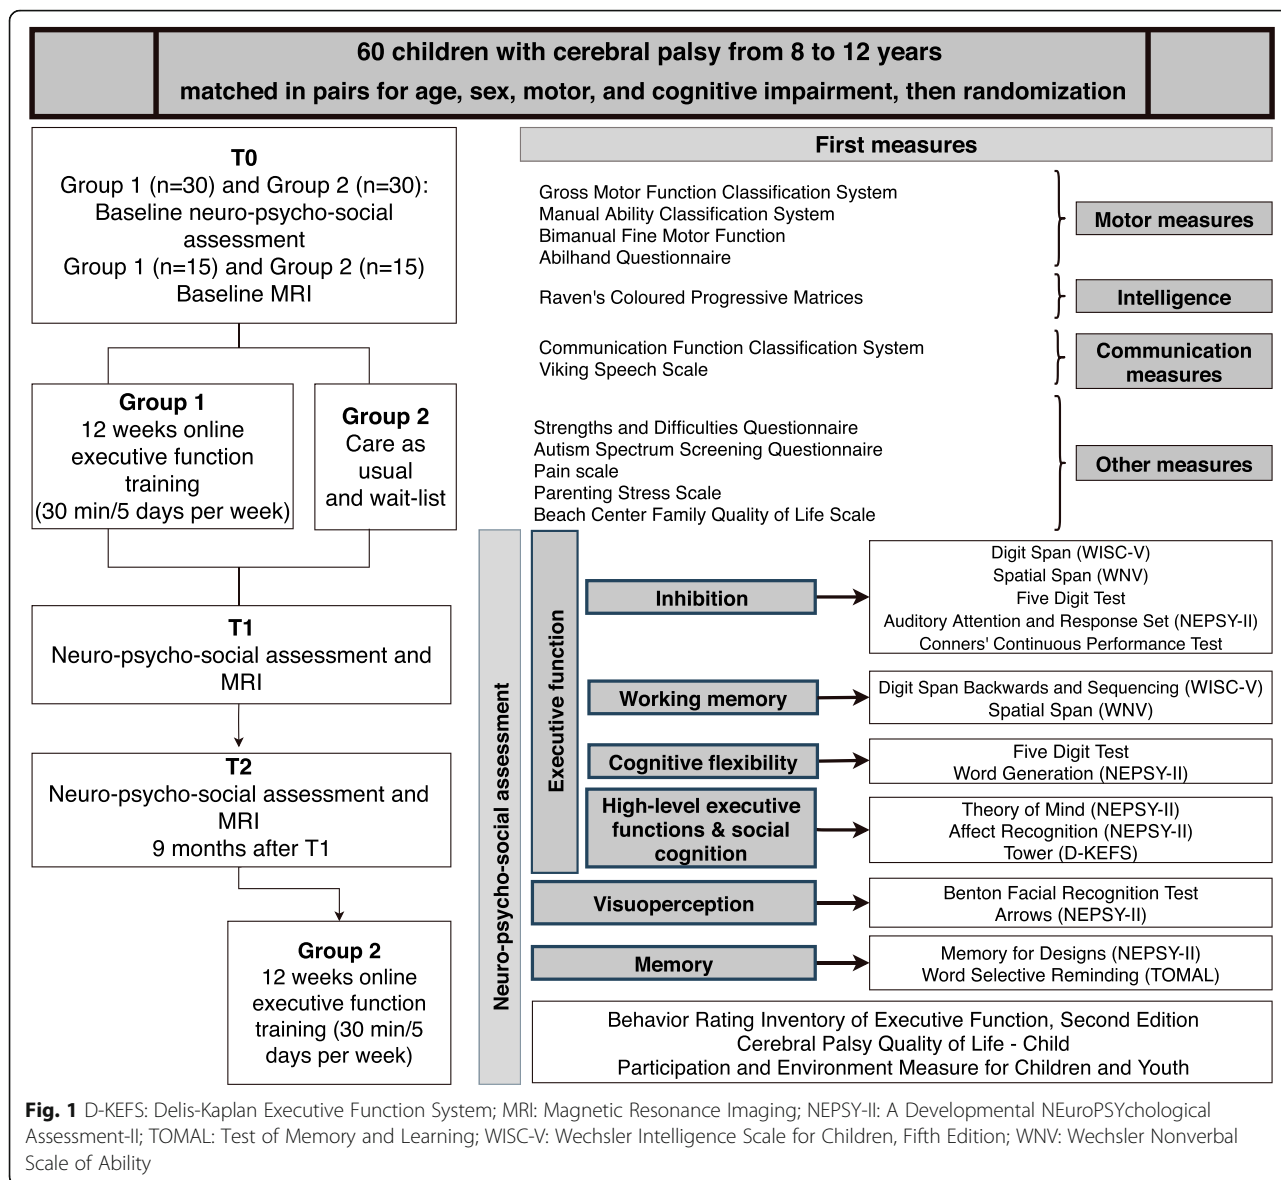 60 children with cerebral palsy from 8 to 12 years
matched in pairs for age, sex, motor, and cognitive impairment, then randomization
T0
Group 1 (n=30) and Group 2 (n=30):
Baseline neuro-psycho-social
assessment
Group 1 (n=15) and Group 2 (n=15)
Baseline MRI
Group 1
12 weeks online
executive function
training
(30 min/5 days per week)
Group 2
Care as
usual
and wait-list
T1
Neuro-psycho-social assessment and
MRI
T2
Neuro-psycho-social assessment and
MRI
9 months after T1
Group 2
12 weeks online
executive function
training (30 min/5
days per week)
First measures
Gross Motor Function Classification System
Manual Ability Classification System
Bimanual Fine Motor Function
Abilhand Questionnaire
Motor measures
Raven's Coloured Progressive Matrices
Intelligence
Communication Function Classification System
Viking Speech Scale
Communication
measures
Strengths and Difficulties Questionnaire
Autism Spectrum Screening Questionnaire
Pain scale
Parenting Stress Scale
Beach Center Family Quality of Life Scale
Other measures
Neuro-psycho-social assessment
Executive function
Inhibition
Digit Span (WISC-V)
Spatial Span (WNV)
Five Digit Test
Auditory Attention and Response Set (NEPSY-II)
Conners' Continuous Performance Test
Working memory
Digit Span Backwards and Sequencing (WISC-V)
Spatial Span (WNV)
Cognitive flexibility
Five Digit Test
Word Generation (NEPSY-II)
High-level executive
functions & social
cognition
Theory of Mind (NEPSY-II)
Affect Recognition (NEPSY-II)
Tower (D-KEFS)
Visuoperception
Benton Facial Recognition Test
Arrows (NEPSY-II)
Memory
Memory for Designs (NEPSY-II)
Word Selective Reminding (TOMAL)
Behavior Rating Inventory of Executive Function, Second Edition
Cerebral Palsy Quality of Life - Child
Participation and Environment Measure for Children and Youth
Fig. 1 D-KEFS: Delis-Kaplan Executive Function System; MRI: Magnetic Resonance Imaging; NEPSY-II: A Developmental NEuroPSYchological
Assessment-II; TOMAL: Test of Memory and Learning; WISC-V: Wechsler Intelligence Scale for Children, Fifth Edition; WNV: Wechsler Nonverbal
Scale of Ability